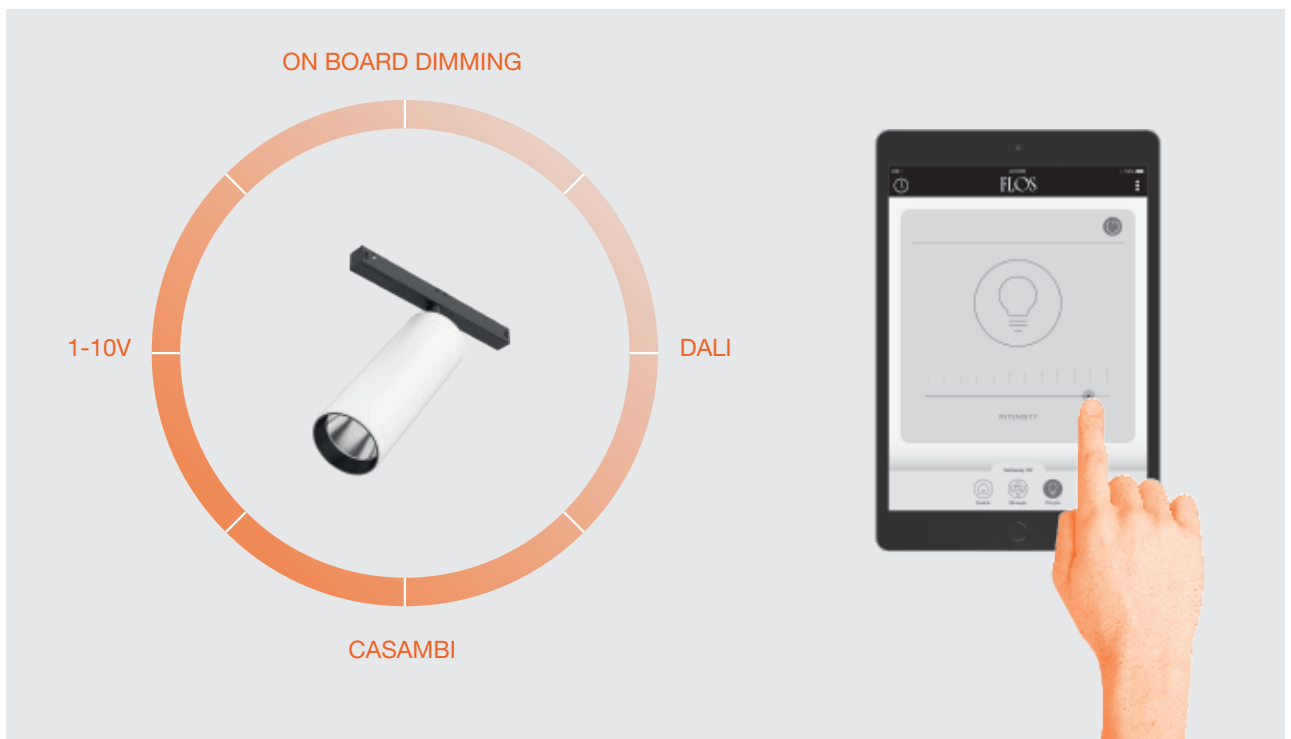 ON BOARD DIMMING
1-10V
DALI
CASAMBI
FLOS
INTENSITY